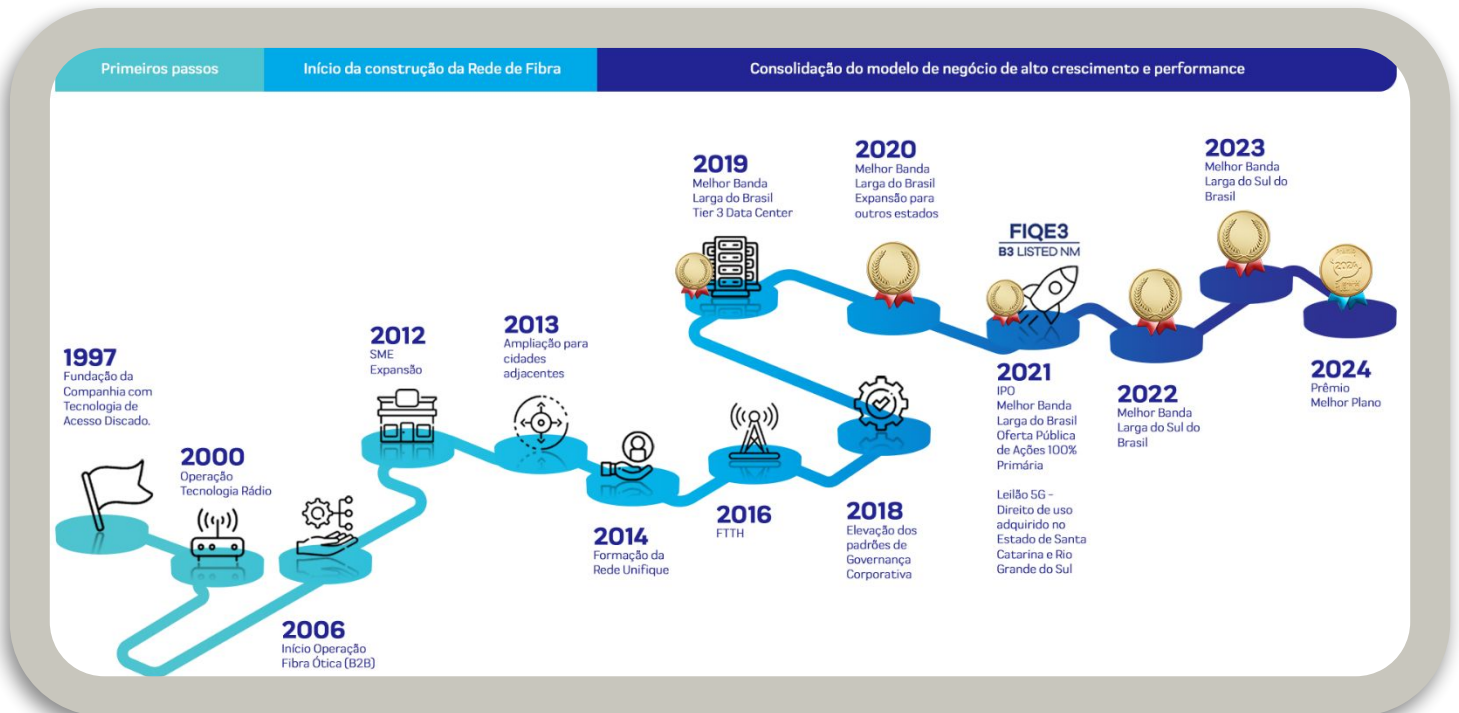 Primeiros passos
Início da construção da Rede de Fibra
Consolidação do modelo de negócio de alto crescimento e performance
1997
Fundação da
Companhia com
Tecnologia de
Acesso Discado.
2000
Operação
Tecnologia Rádio
2006
Início Operação
Fibra Ótica (B2B)
2012
SME
Expansão
2013
Ampliação para
cidades
adjacentes
2014
Formação da
Rede Unifique
2016
FTTH
2018
Elevação dos
padrões de
Governança
Corporativa
2019
Melhor Banda
Larga do Brasil
Tier 3 Data Center
2020
Melhor Banda
Larga do Brasil
Expansão para
outros estados
FIQE3
B3 LISTED NM
2021
IPO
Melhor Banda
Larga do Brasil
Oferta Pública
de Ações 100%
Primária
Leilão 5G –
Direito de uso
adquirido no
Estado de Santa
Catarina e Rio
Grande do Sul
2022
Melhor Banda
Larga do Sul do
Brasil
2023
Melhor Banda
Larga do Sul do
Brasil
2024
2024
Prêmio
Melhor Plano